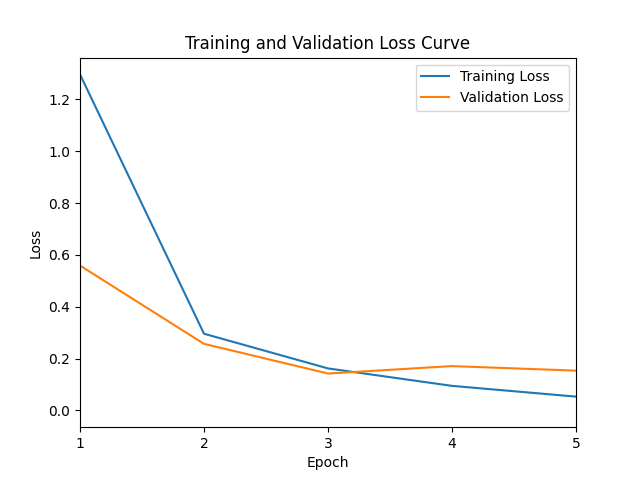 Training and Validation Loss Curve
Training Loss
Validation Loss
Loss
1.2
1.0
0.8
0.6
0.4
0.2
0.0
1 2 3 4 5
Epoch